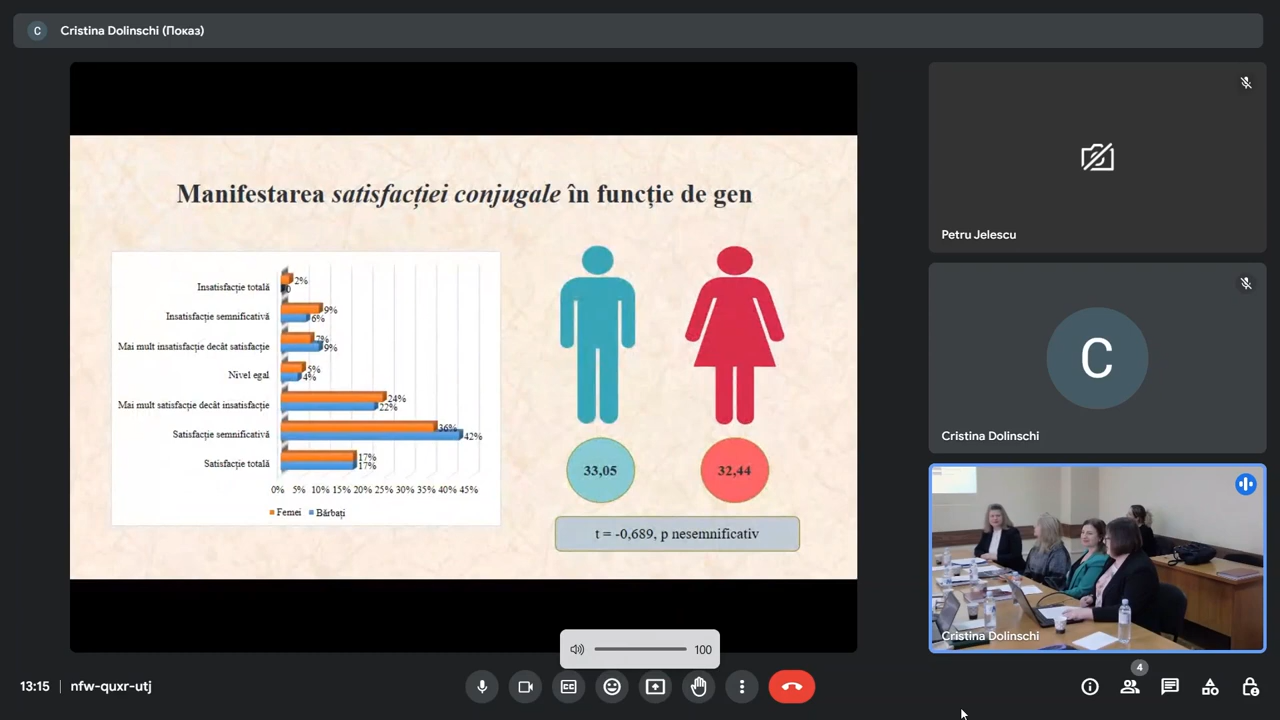 C Cristina Dolinschi (Показ)
Manifestarea satisfacției conjugale în funcție de gen
Insatisfacție totală 2% 0
Insatisfacție semnificativă 9% 6%
Mai mult insatisfacție decât satisfacție 7% 9%
Nivel egal 5% 4%
Mai mult satisfacție decât insatisfacție 24% 22%
Satisfacție semnificativă 36% 42%
Satisfacție totală 17% 17%
0% 5% 10% 15% 20% 25% 30% 35% 40% 45%
Femei Bărbați
33,05
32,44
t = -0,689, p nesemnificativ
Petru Jelescu
C
Cristina Dolinschi
Cristina Dolinschi
100
13:15 nfw-quxr-utj
4